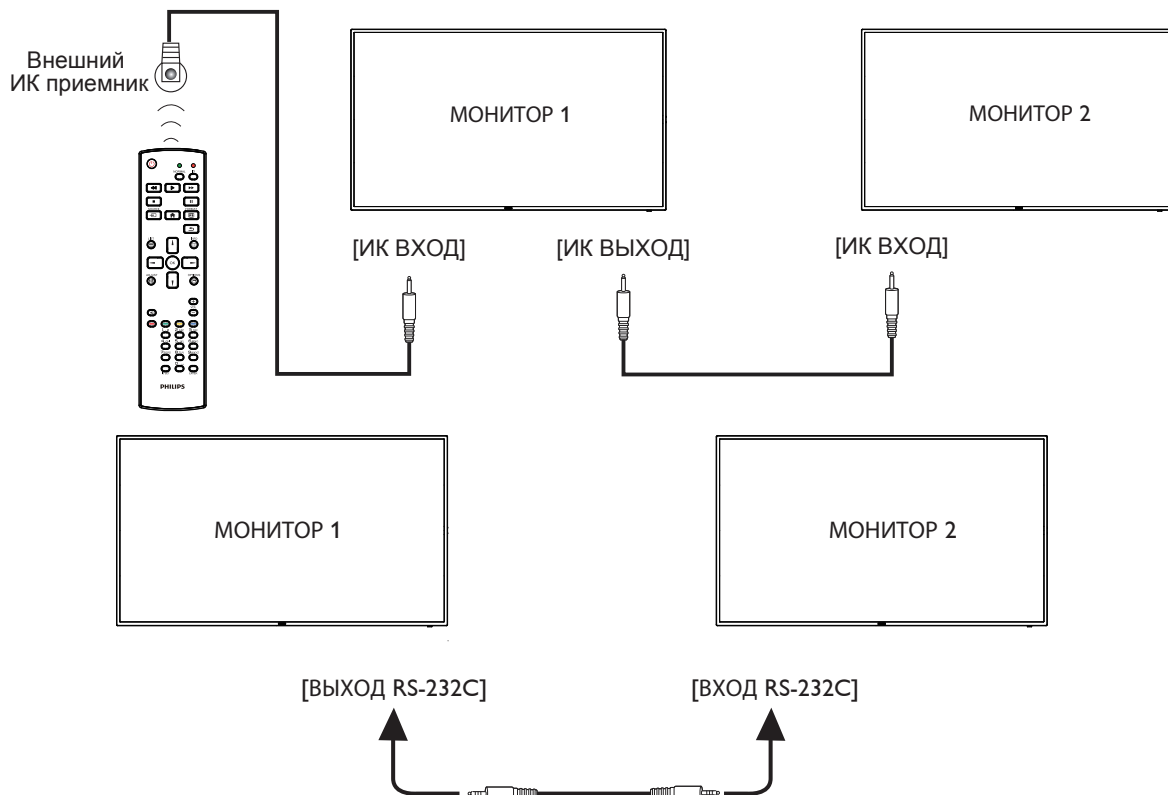 Внешний
ИК приемник
МОНИТОР 1
МОНИТОР 2
[ИК ВХОД]
[ИК ВЫХОД]
[ИК ВХОД]
PHILIPS
МОНИТОР 1
МОНИТОР 2
[ВЫХОД RS-232C]
[ВХОД RS-232C]